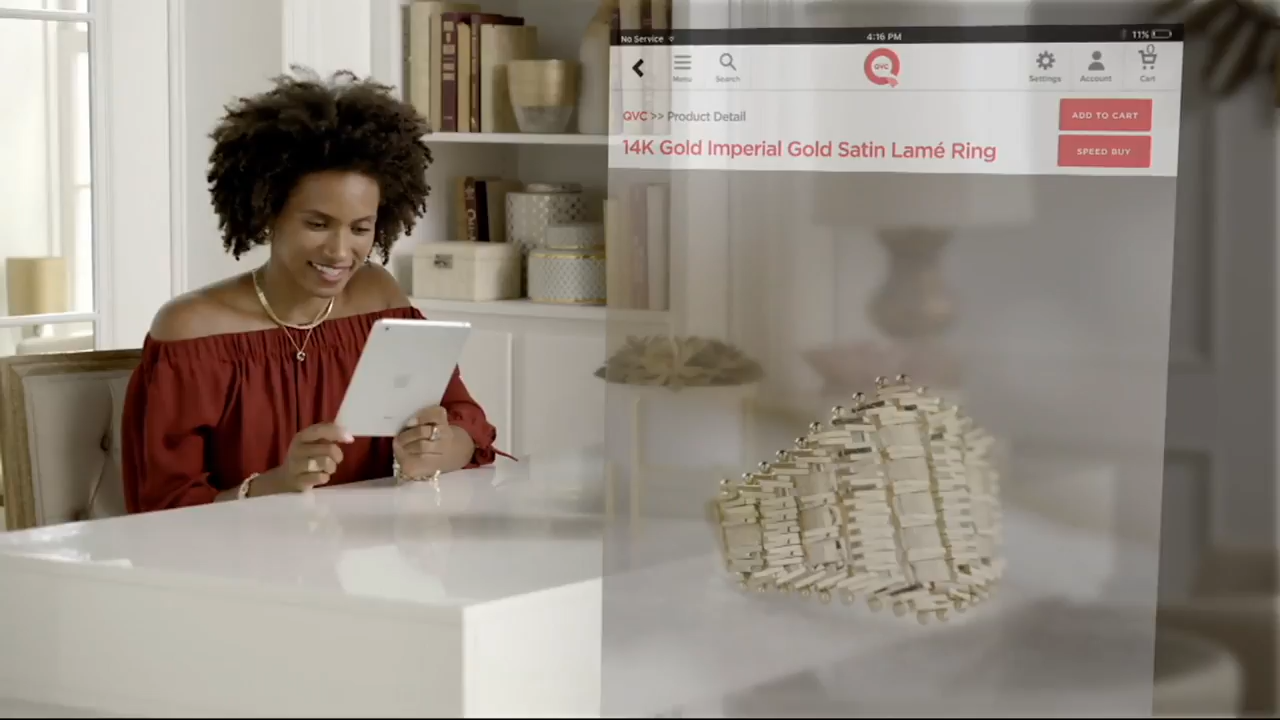 No Service
4:16 PM
11%
Menu
Search
QVC
Settings
Account
0
Cart
QVC >> Product Detail
ADD TO CART
14K Gold Imperial Gold Satin Lamé Ring
SPEED BUY